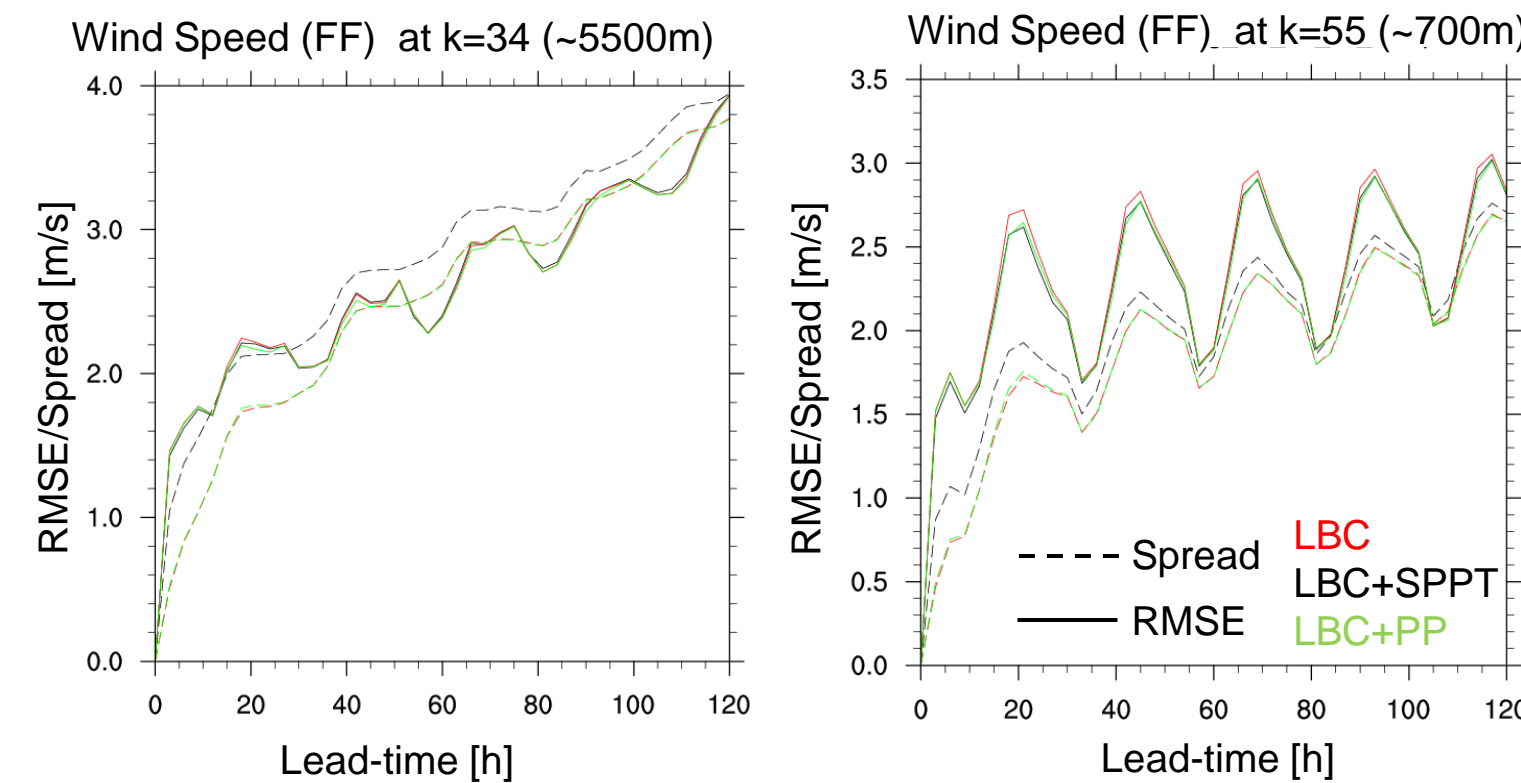 Wind Speed (FF) at k=34 (~5500m)
4.0
3.0
2.0
1.0
0.0
RMSE/Spread [m/s]
0 20 40 60 80 100 120
Lead-time [h]
Wind Speed (FF) at k=55 (~700m)
3.5
3.0
2.5
2.0
1.5
1.0
0.5
0.0
RMSE/Spread [m/s]
Spread
RMSE
LBC
LBC+SPPT
LBC+PP
0 20 40 60 80 100 120
Lead-time [h]